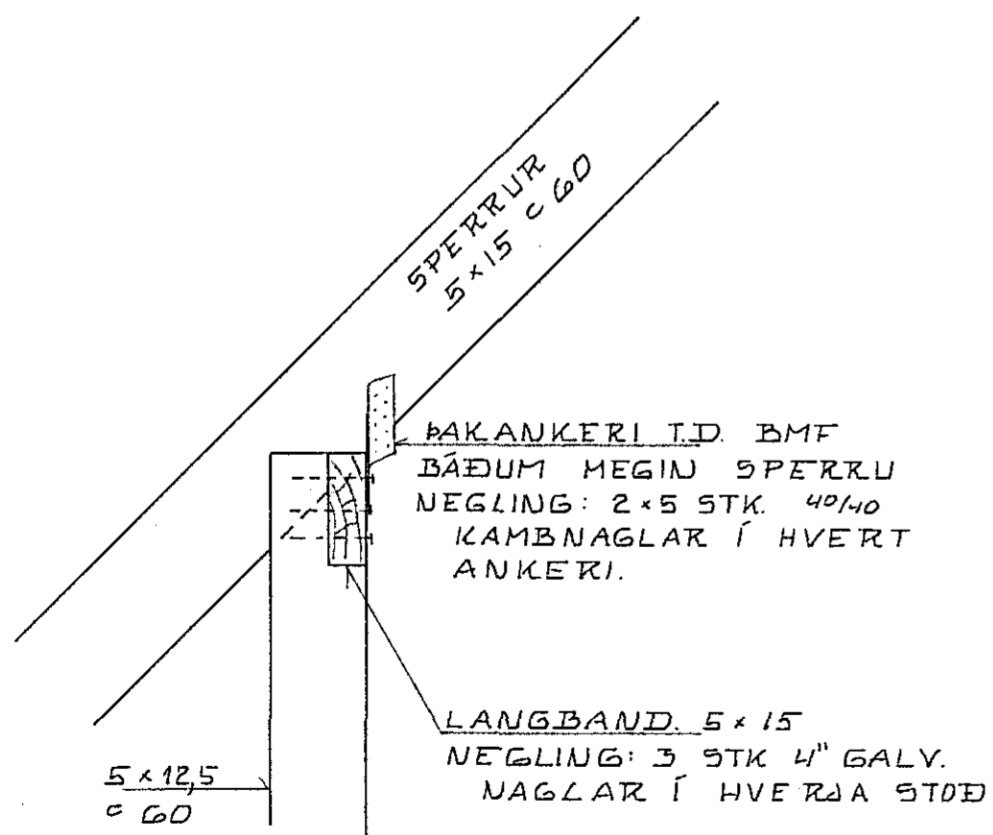 SPERRUR
5×15 c 60
ÞAKANKERI T.D. BMF
BÁÐUM MEGIN SPERRU
NEGLING: 2×5 STK. 40/40
KAMBNAGLAR Í HVERT
ANKERI.
LANGBAND. 5×15
NEGLING: 3 STK 4" GALV.
NAGLAR Í HVERJA STOÐ
5×12,5
c 60